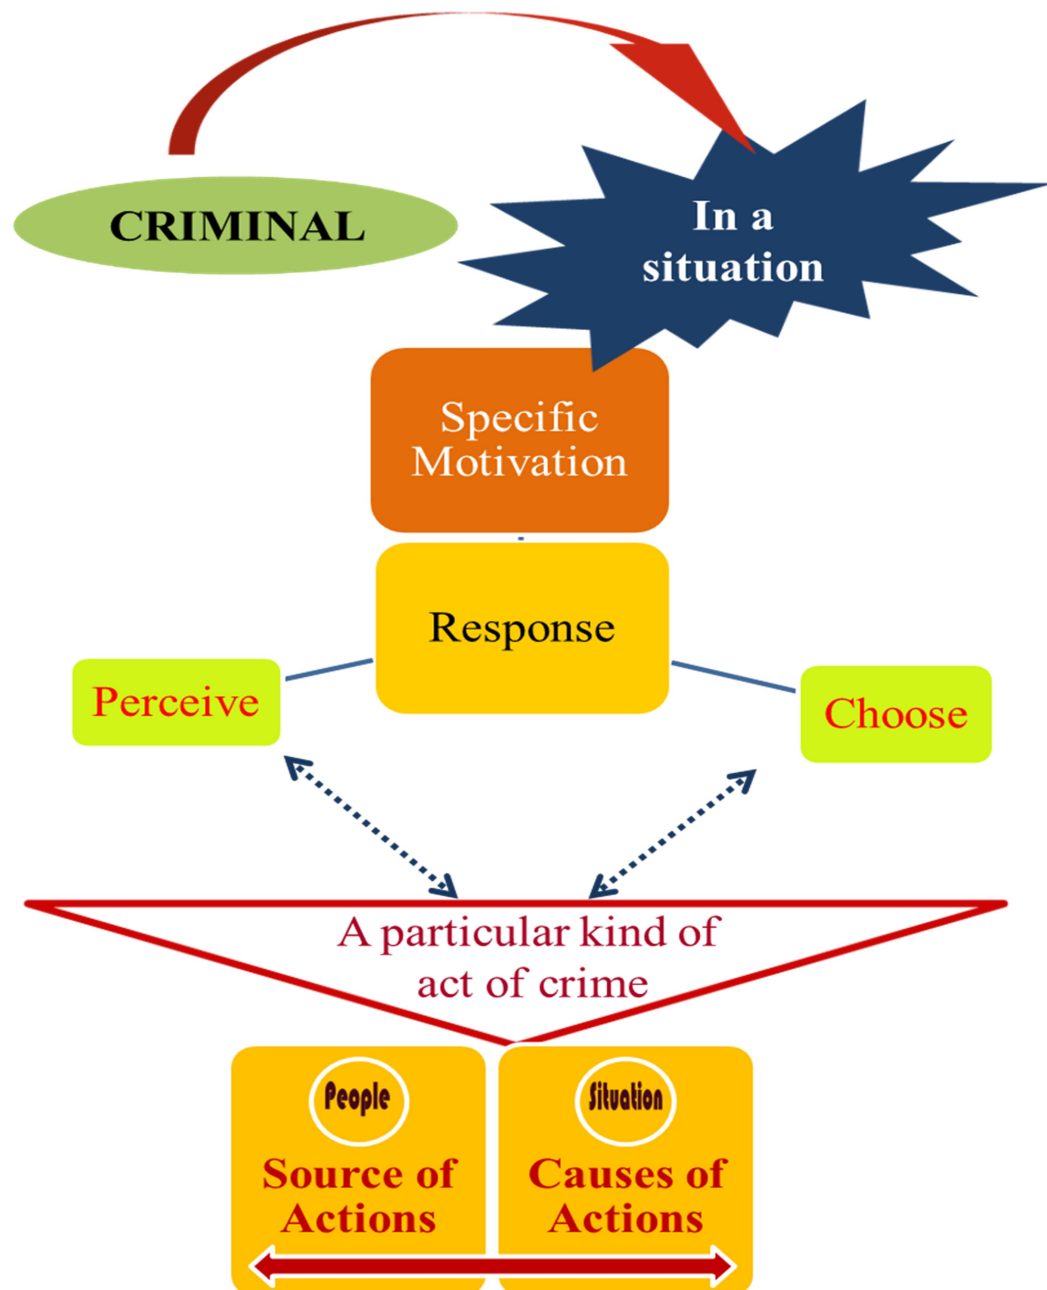 CRIMINAL
In a
situation
Specific
Motivation
Response
Perceive
Choose
A particular kind of
act of crime
People
Situation
Source of
Actions
Causes of
Actions